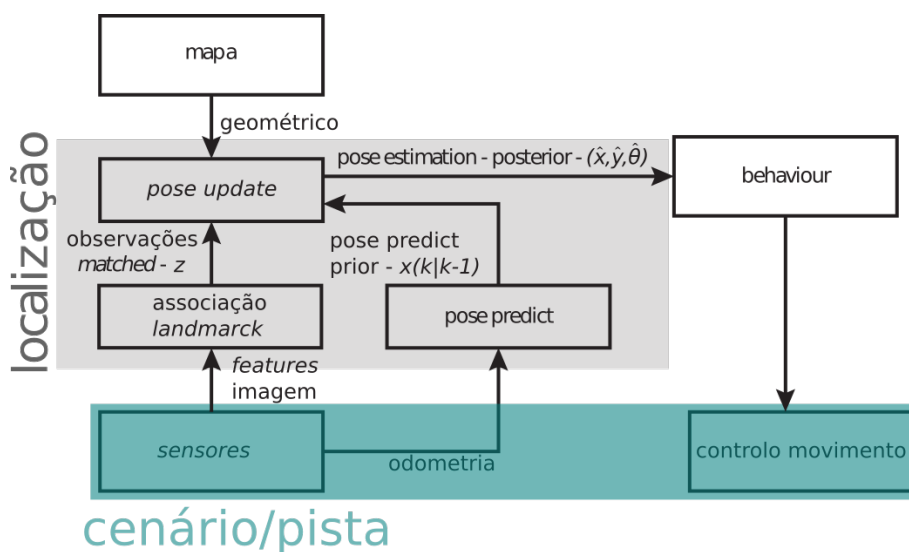 mapa
geométrico
localização
pose estimation - posterior - (x̂,ŷ,θ̂)
pose update
behaviour
observações
matched - z
pose predict
prior - x(k|k-1)
associação
landmarck
pose predict
features
imagem
sensores
odometria
controlo movimento
cenário/pista